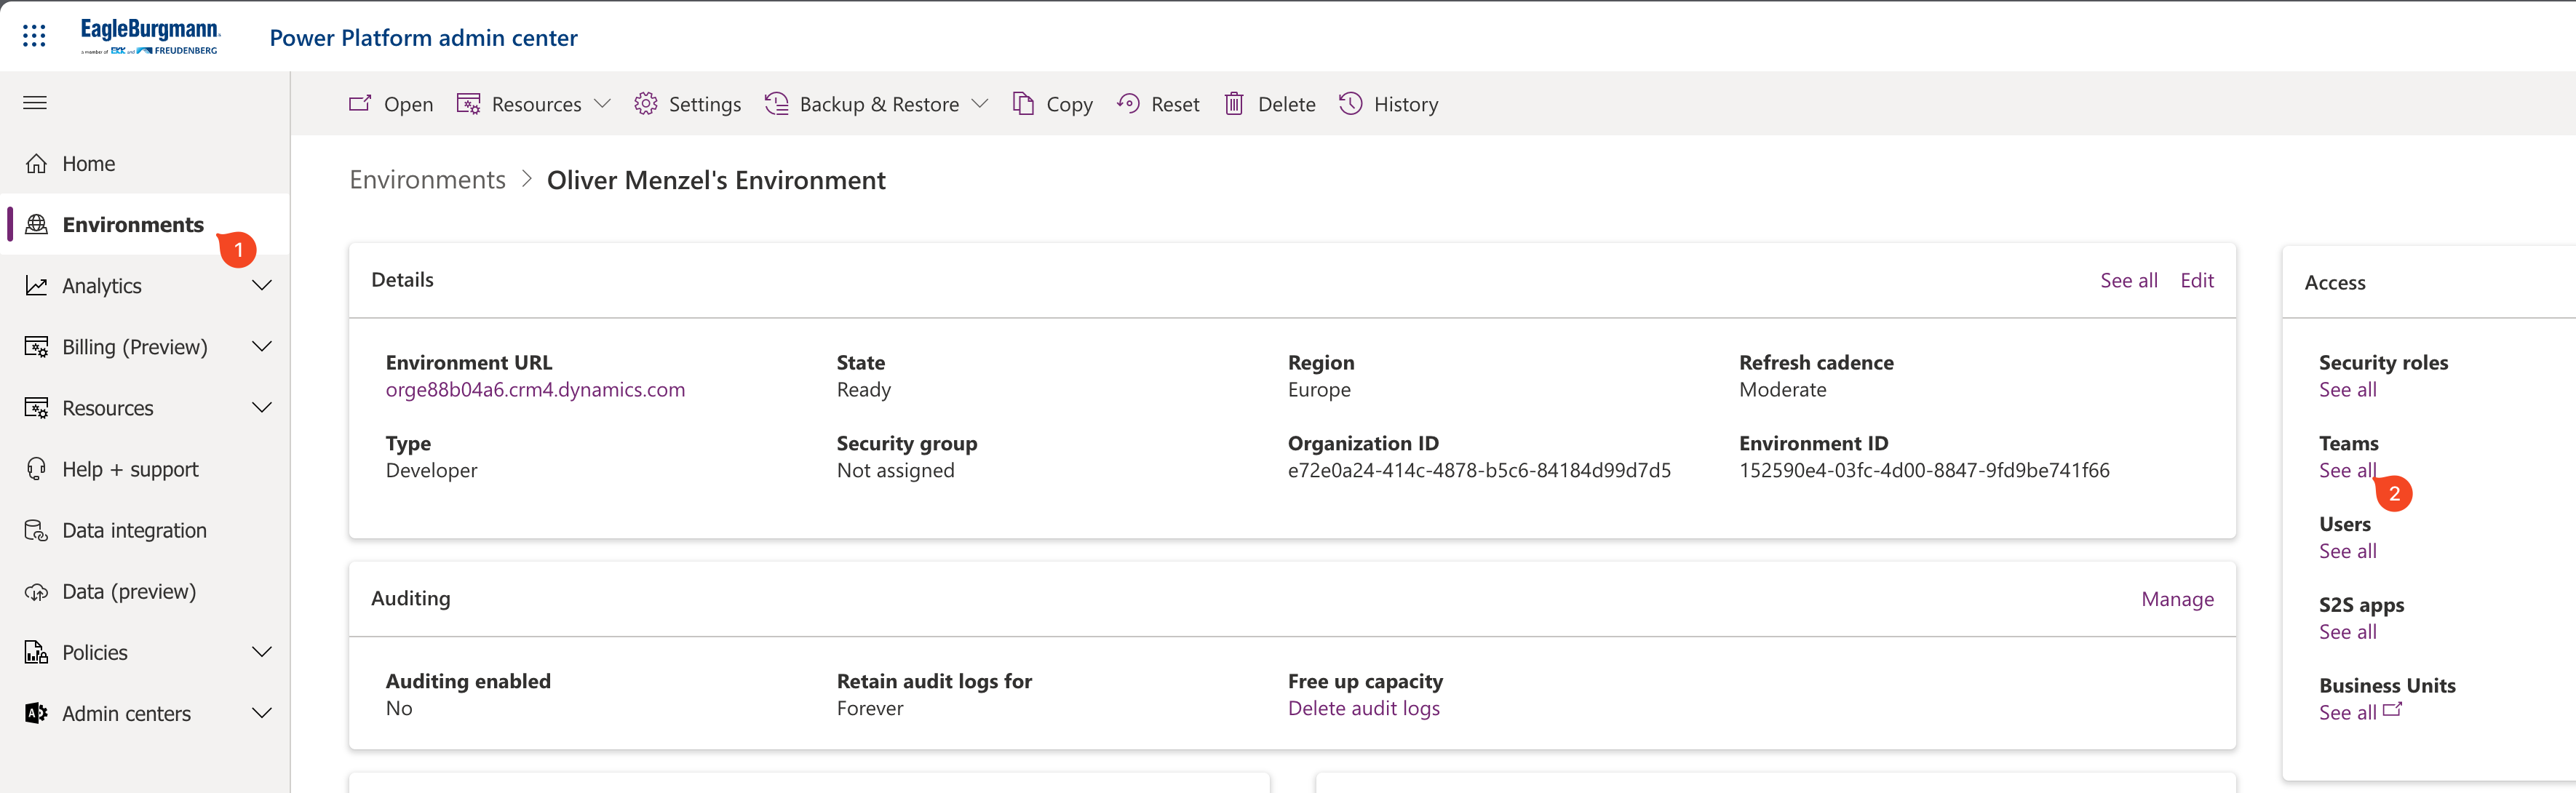 EagleBurgmann.
a member of EKK and FREUDENBERG
Power Platform admin center
Open Resources Settings Backup & Restore Copy Reset Delete History
Home
Environments
1
Analytics
Billing (Preview)
Resources
Help + support
Data integration
Data (preview)
Policies
Admin centers
Environments > Oliver Menzel's Environment
Details See all Edit
Environment URL State Region Refresh cadence
orge88b04a6.crm4.dynamics.com Ready Europe Moderate
Type Security group Organization ID Environment ID
Developer Not assigned e72e0a24-414c-4878-b5c6-84184d99d7d5 152590e4-03fc-4d00-8847-9fd9be741f66
Auditing Manage
Auditing enabled Retain audit logs for Free up capacity
No Forever Delete audit logs
Access
Security roles
See all
Teams
See all
2
Users
See all
S2S apps
See all
Business Units
See all